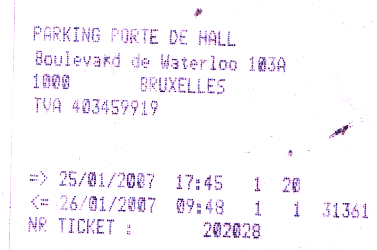 PARKING PORTE DE HALL
Boulevard de Waterloo 103A
1000 BRUXELLES
TVA 403459919
=> 25/01/2007 17:45 1 20
<= 26/01/2007 09:48 1 1 31361
NR TICKET : 202028